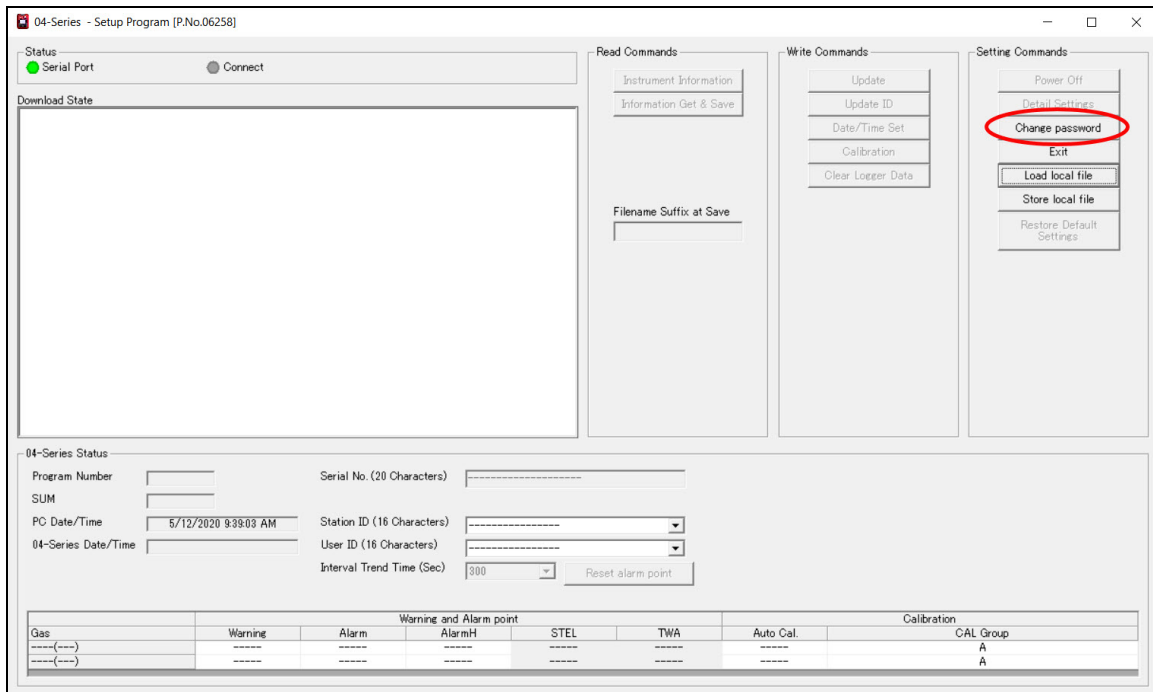 04-Series - Setup Program [P.No.06258]
Status
Serial Port Connect
Download State
Read Commands
Instrument Information
Information Get & Save
Filename Suffix at Save
Write Commands
Update
Update ID
Date/Time Set
Calibration
Clear Logger Data
Setting Commands
Power Off
Detail Settings
Change password
Exit
Load local file
Store local file
Restore Default
Settings
04-Series Status
Program Number
SUM
PC Date/Time 5/12/2020 9:39:03 AM
04-Series Date/Time
Serial No. (20 Characters) --------------------
Station ID (16 Characters) ----------------
User ID (16 Characters) ----------------
Interval Trend Time (Sec) 300 Reset alarm point
Warning and Alarm point Calibration
Gas Warning Alarm AlarmH STEL TWA Auto Cal. CAL Group
----(---) ----- ----- ----- ----- ----- ----- A
----(---) ----- ----- ----- ----- ----- ----- A